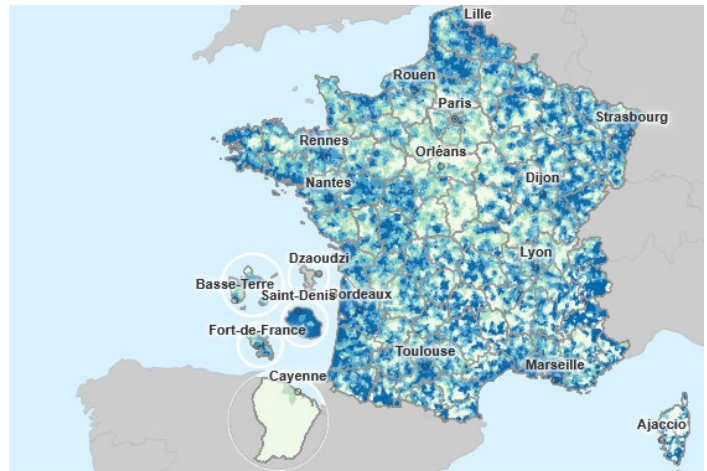 Lille
Rouen
Paris
Strasbourg
Rennes
Orléans
Nantes
Dijon
Lyon
Dzaoudzi
Basse-Terre
Saint-Denis
Bordeaux
Fort-de-France
Toulouse
Marseille
Cayenne
Ajaccio